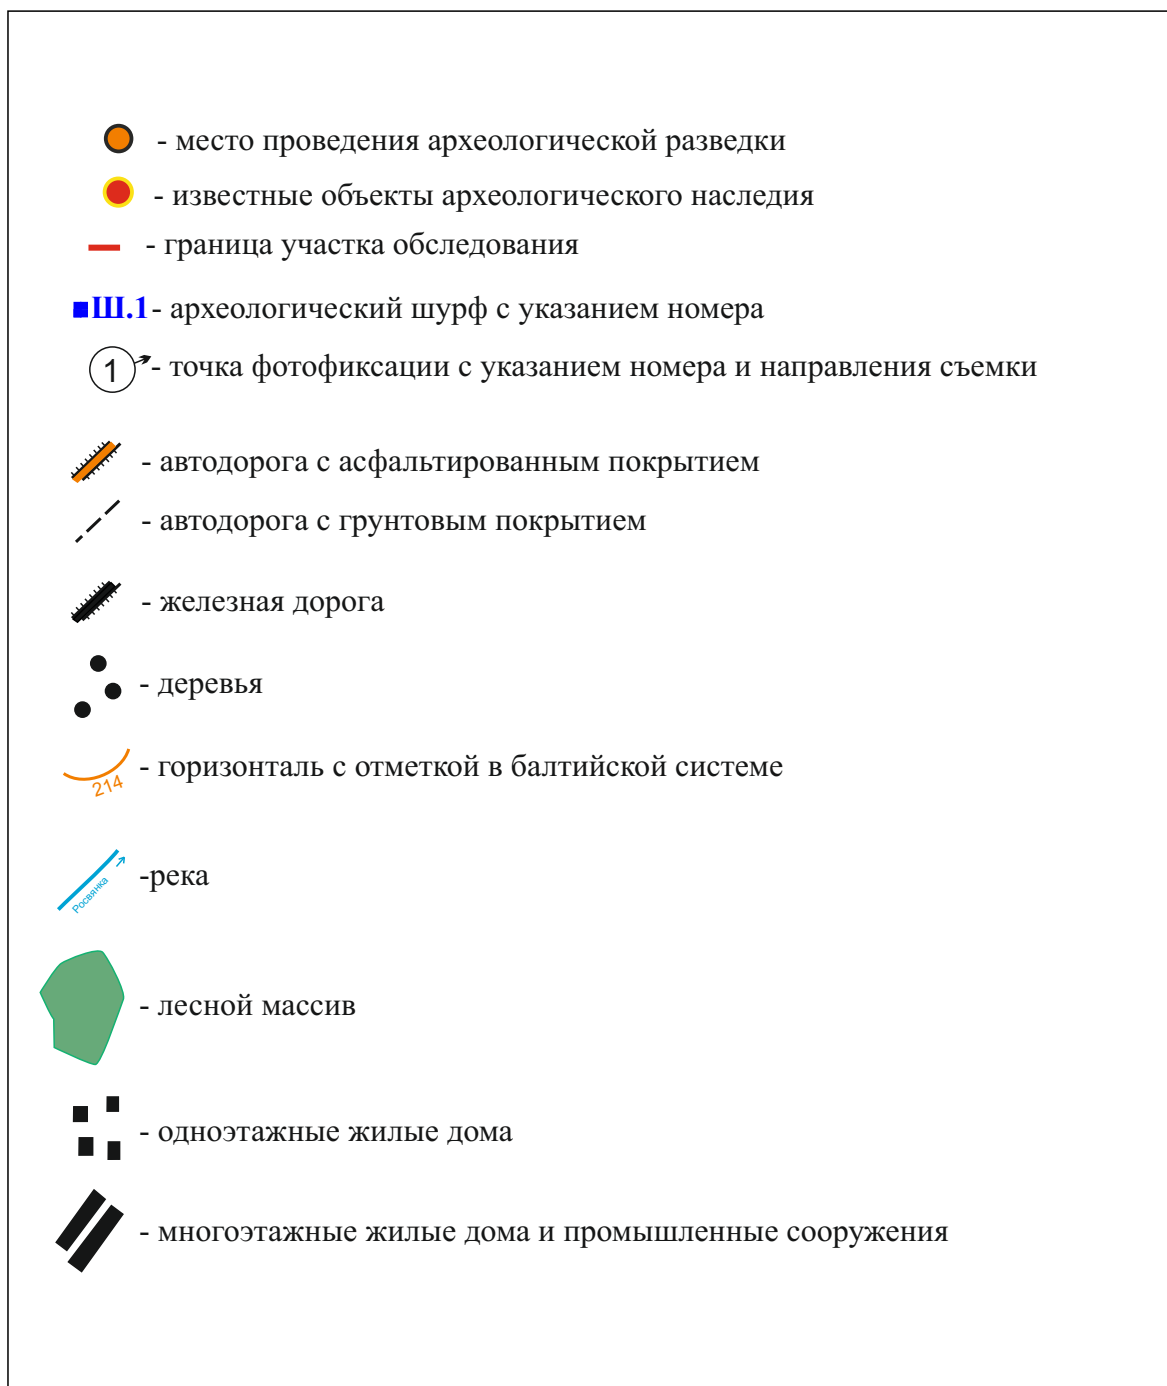 - место проведения археологической разведки
- известные объекты археологического наследия
- граница участка обследования
Ш.1 - археологический шурф с указанием номера
1 - точка фотофиксации с указанием номера и направления съемки
- автодорога с асфальтированным покрытием
- автодорога с грунтовым покрытием
- железная дорога
- деревья
214 - горизонталь с отметкой в балтийской системе
Росвянка -река
- лесной массив
- одноэтажные жилые дома
- многоэтажные жилые дома и промышленные сооружения